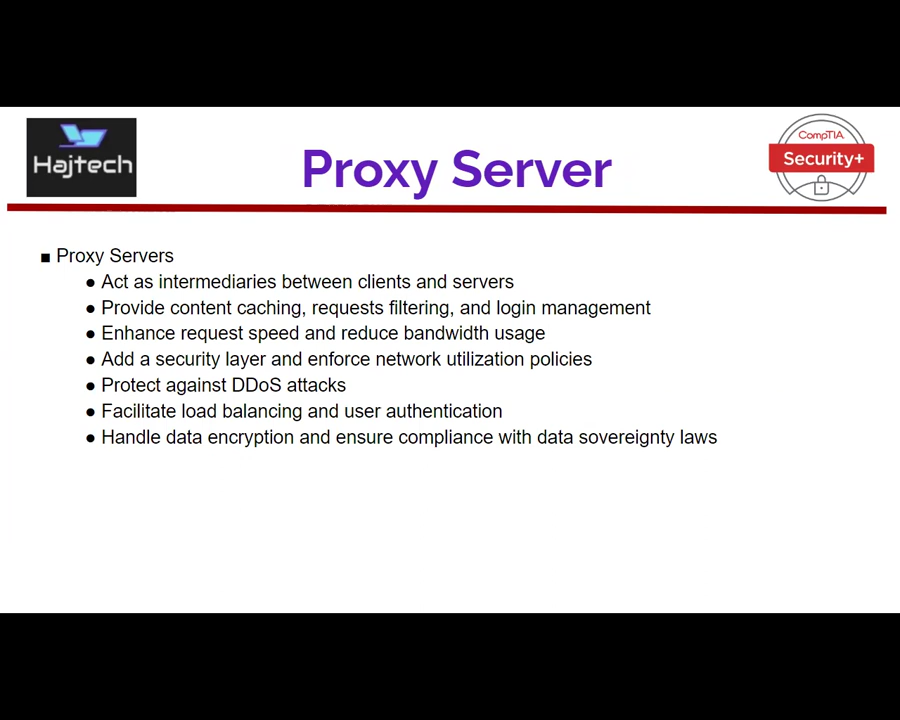 Hajtech
Proxy Server
CompTIA
Security+
■ Proxy Servers
● Act as intermediaries between clients and servers
● Provide content caching, requests filtering, and login management
● Enhance request speed and reduce bandwidth usage
● Add a security layer and enforce network utilization policies
● Protect against DDoS attacks
● Facilitate load balancing and user authentication
● Handle data encryption and ensure compliance with data sovereignty laws